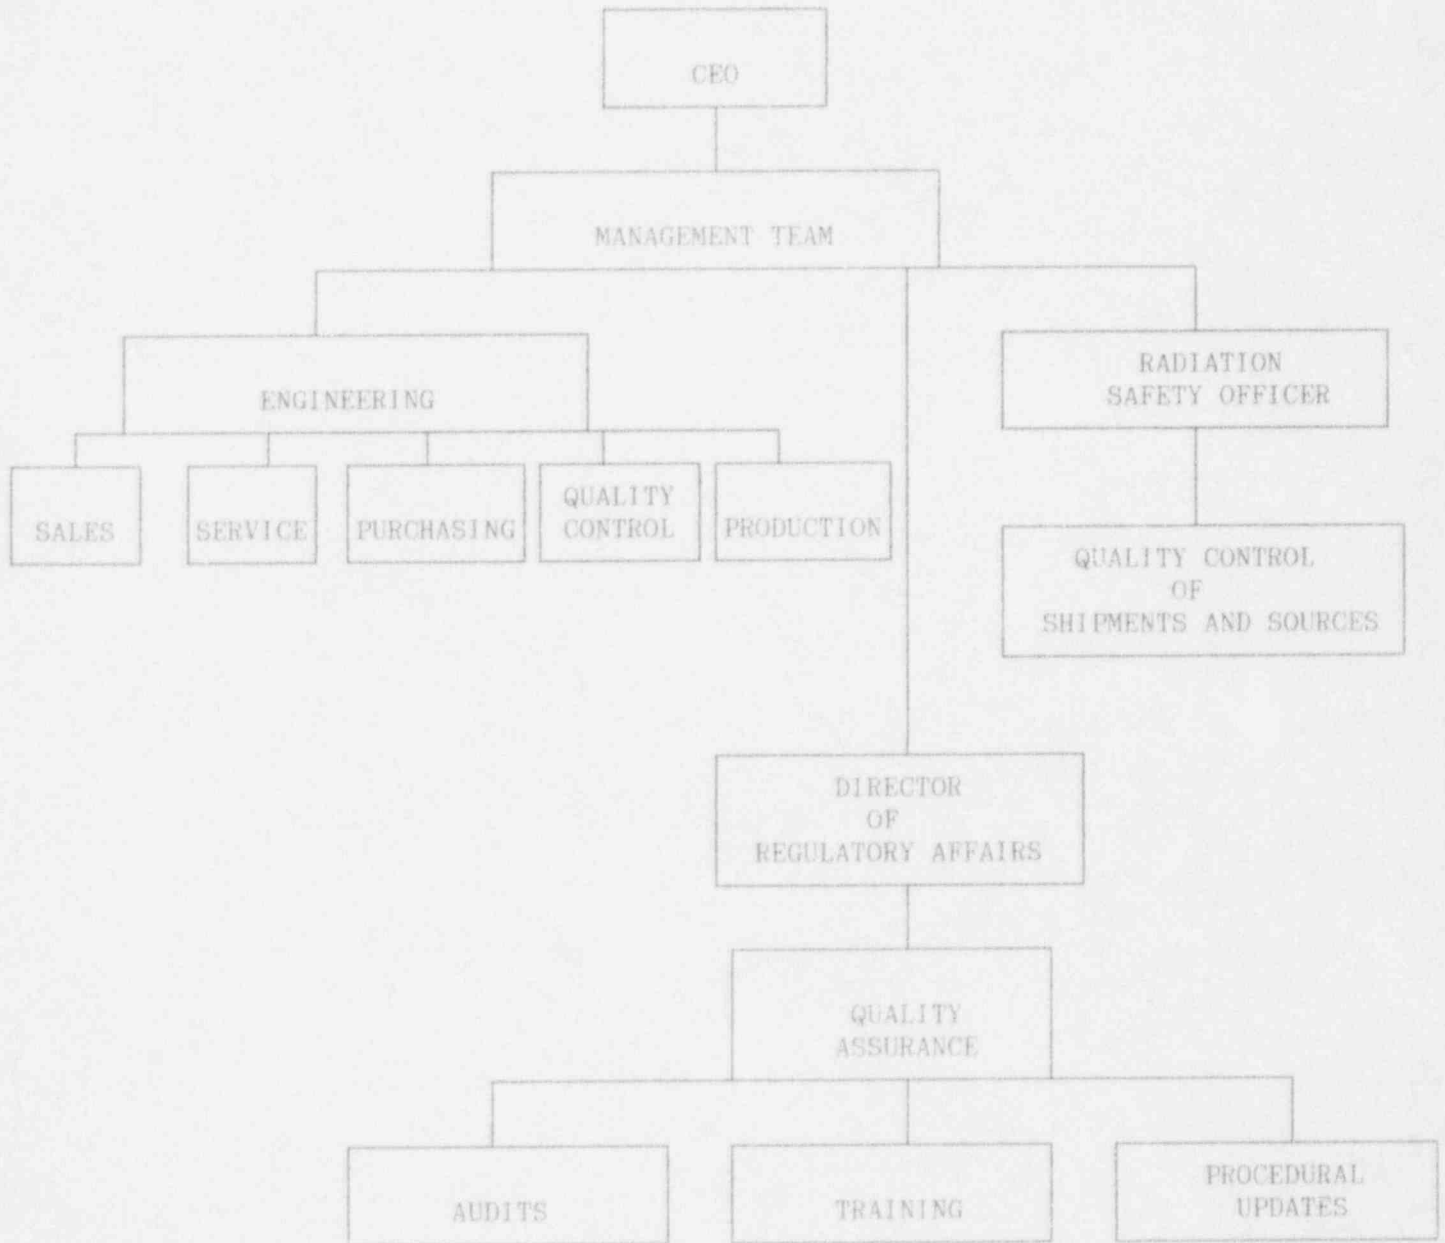 CEO
MANAGEMENT TEAM
ENGINEERING
RADIATION
SAFETY OFFICER
SALES
SERVICE
PURCHASING
QUALITY
CONTROL
PRODUCTION
QUALITY CONTROL
OF
SHIPMENTS AND SOURCES
DIRECTOR
OF
REGULATORY AFFAIRS
QUALITY
ASSURANCE
AUDITS
TRAINING
PROCEDURAL
UPDATES